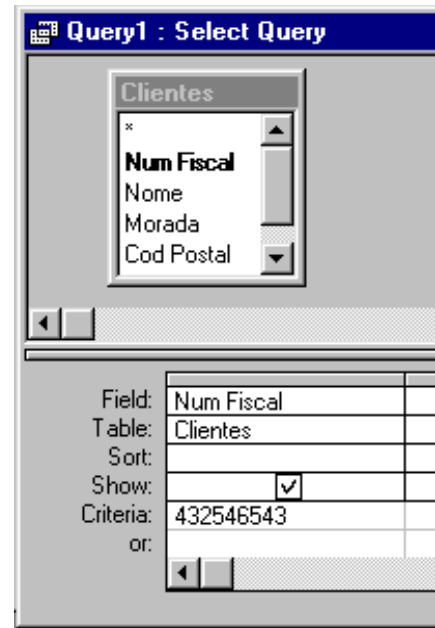 Query1 : Select Query
Clientes
*
Num Fiscal
Nome
Morada
Cod Postal
Field: Num Fiscal
Table: Clientes
Sort:
Show:
Criteria: 432546543
or: